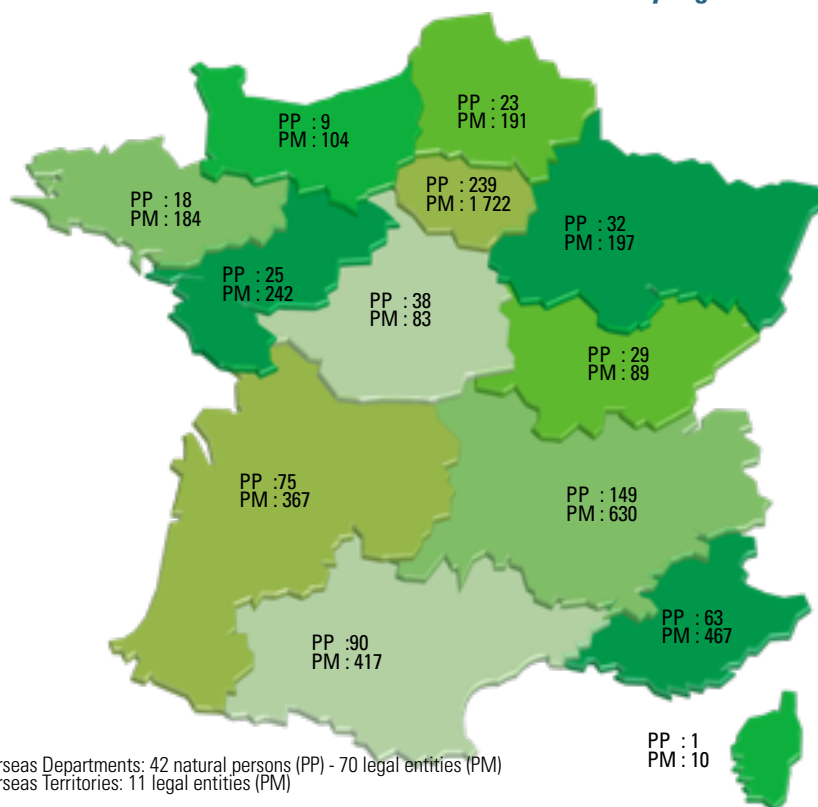 PP : 23
PM : 191
PP : 9
PM : 104
PP : 239
PM : 1 722
PP : 18
PM : 184
PP : 32
PM : 197
PP : 25
PM : 242
PP : 38
PM : 83
PP : 29
PM : 89
PP :75
PM : 367
PP : 149
PM : 630
PP : 63
PM : 467
PP :90
PM : 417
PP : 1
PM : 10
Departments: 42 natural persons (PP) - 70 legal entities (PM)
Territories: 11 legal entities (PM)